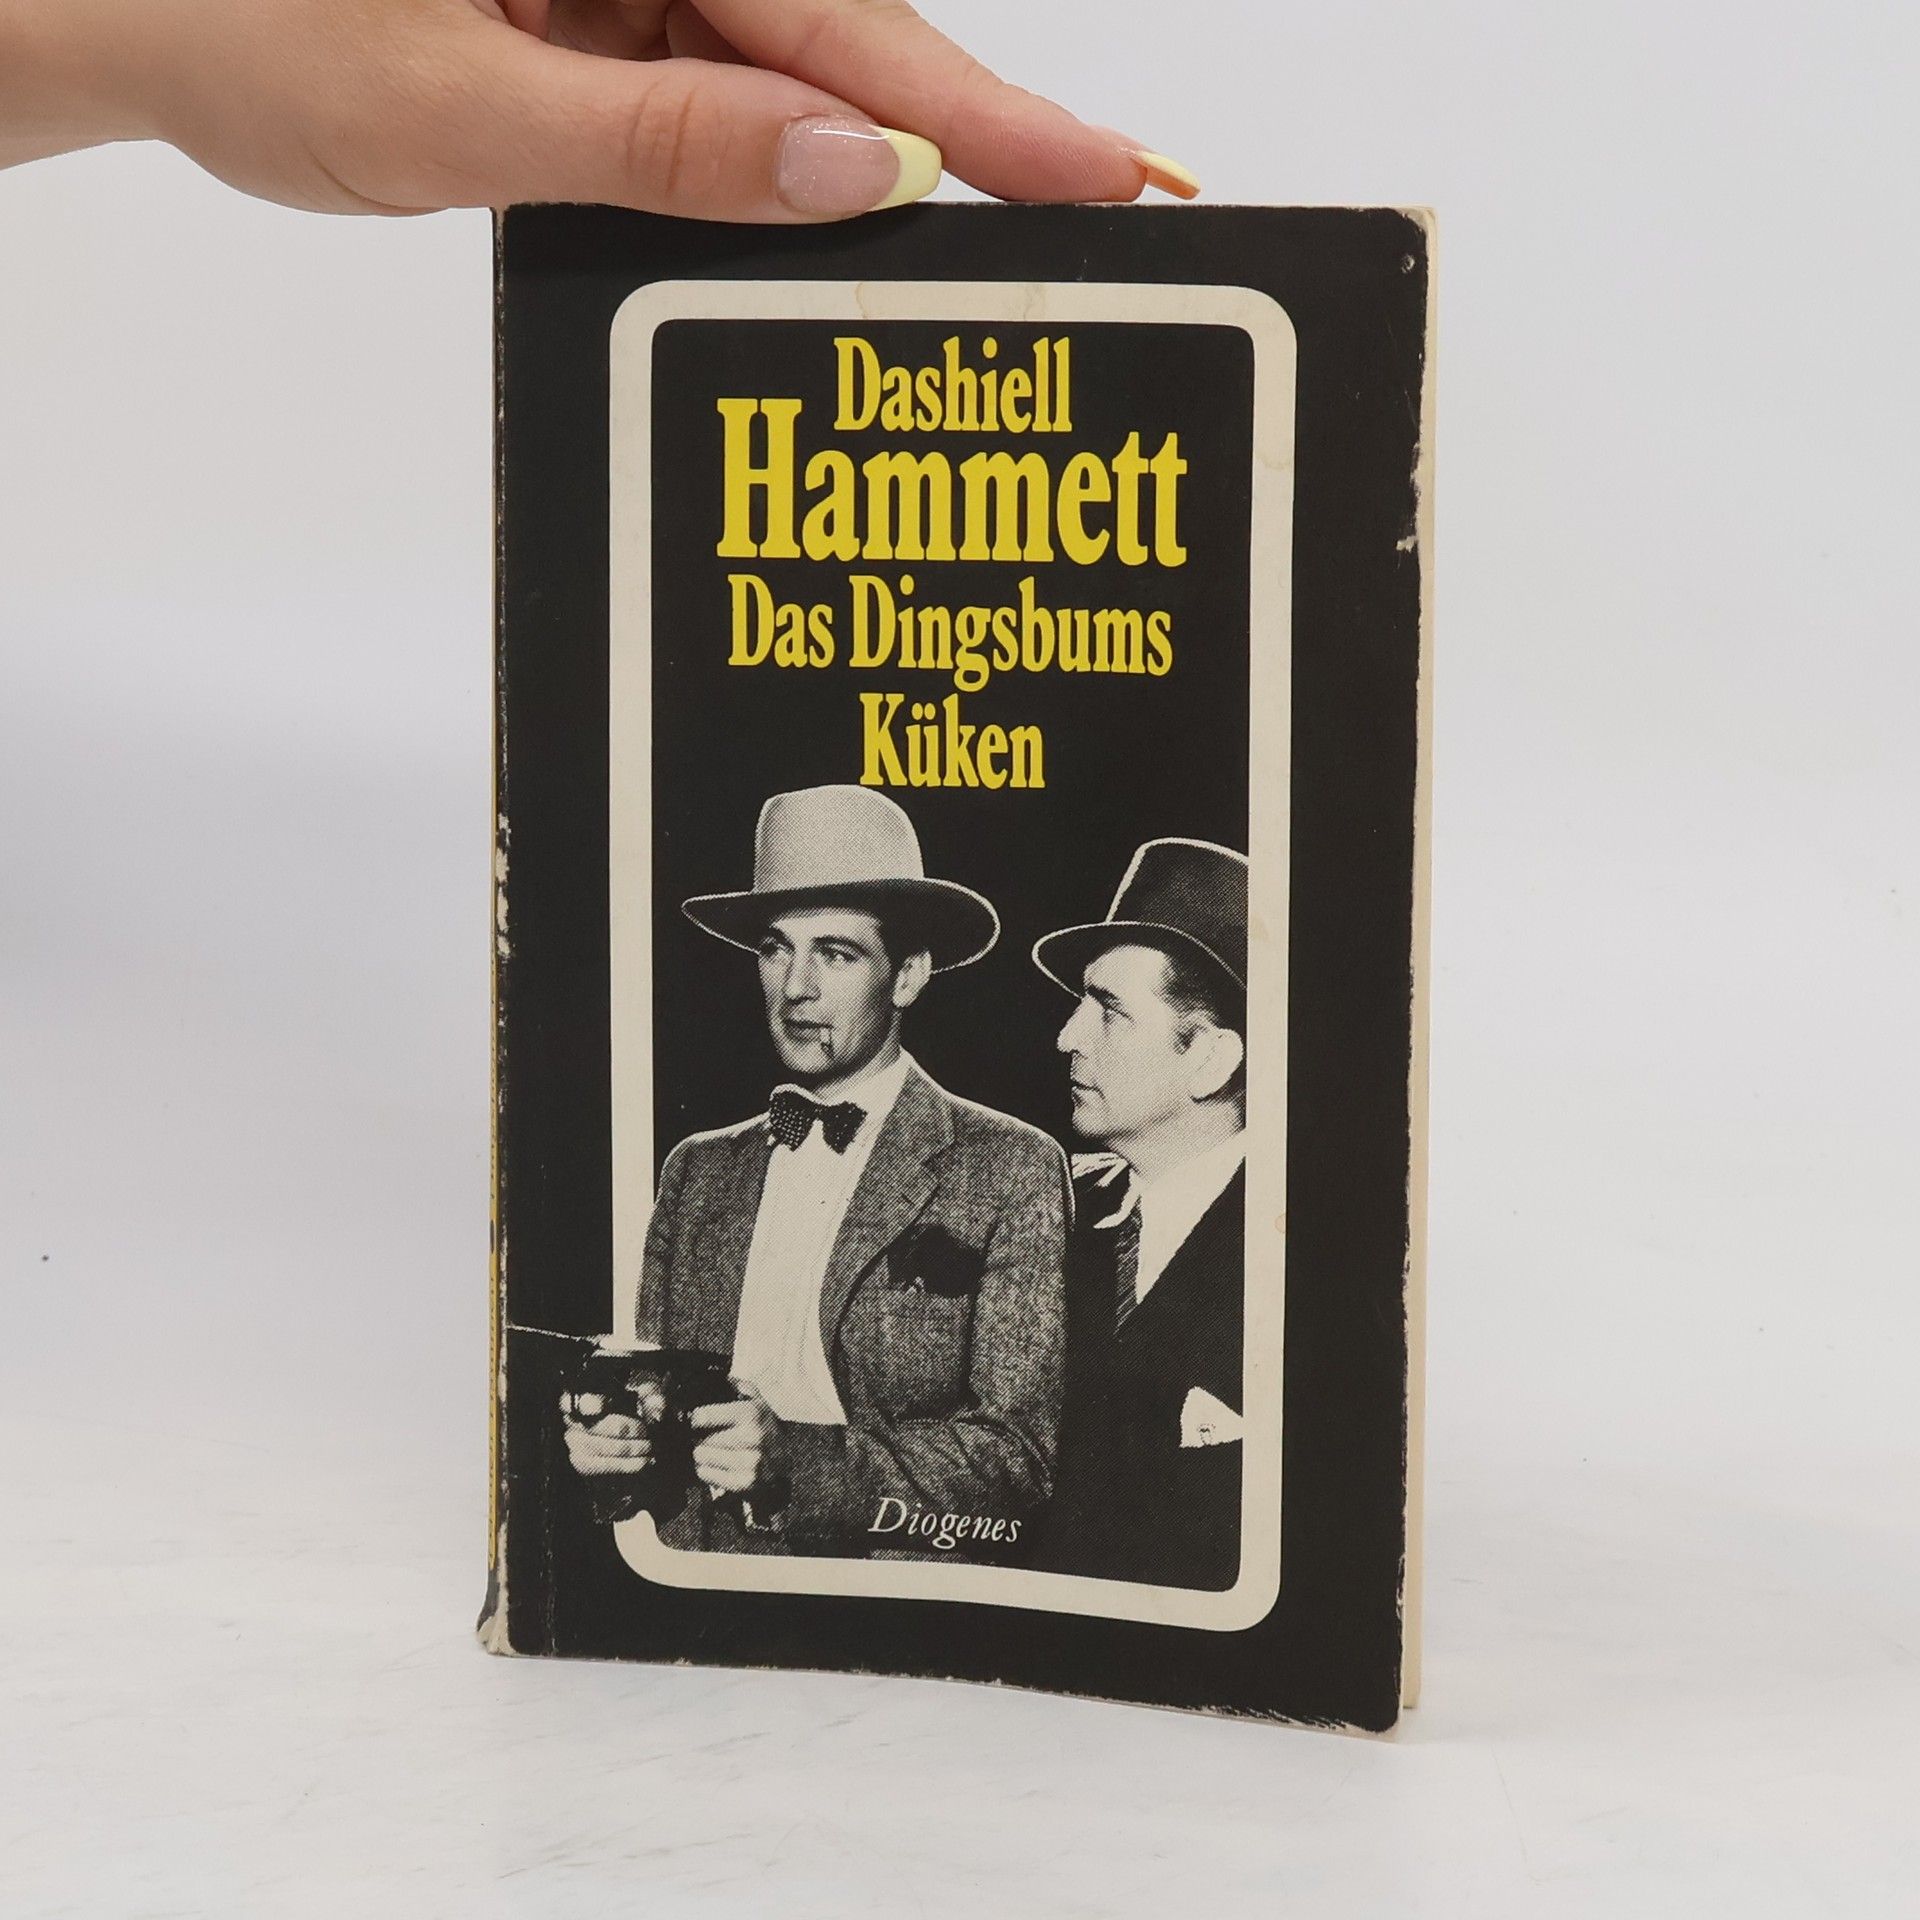 Dashiell
Hammett
Das Dingsbums
Küken
Diogenes